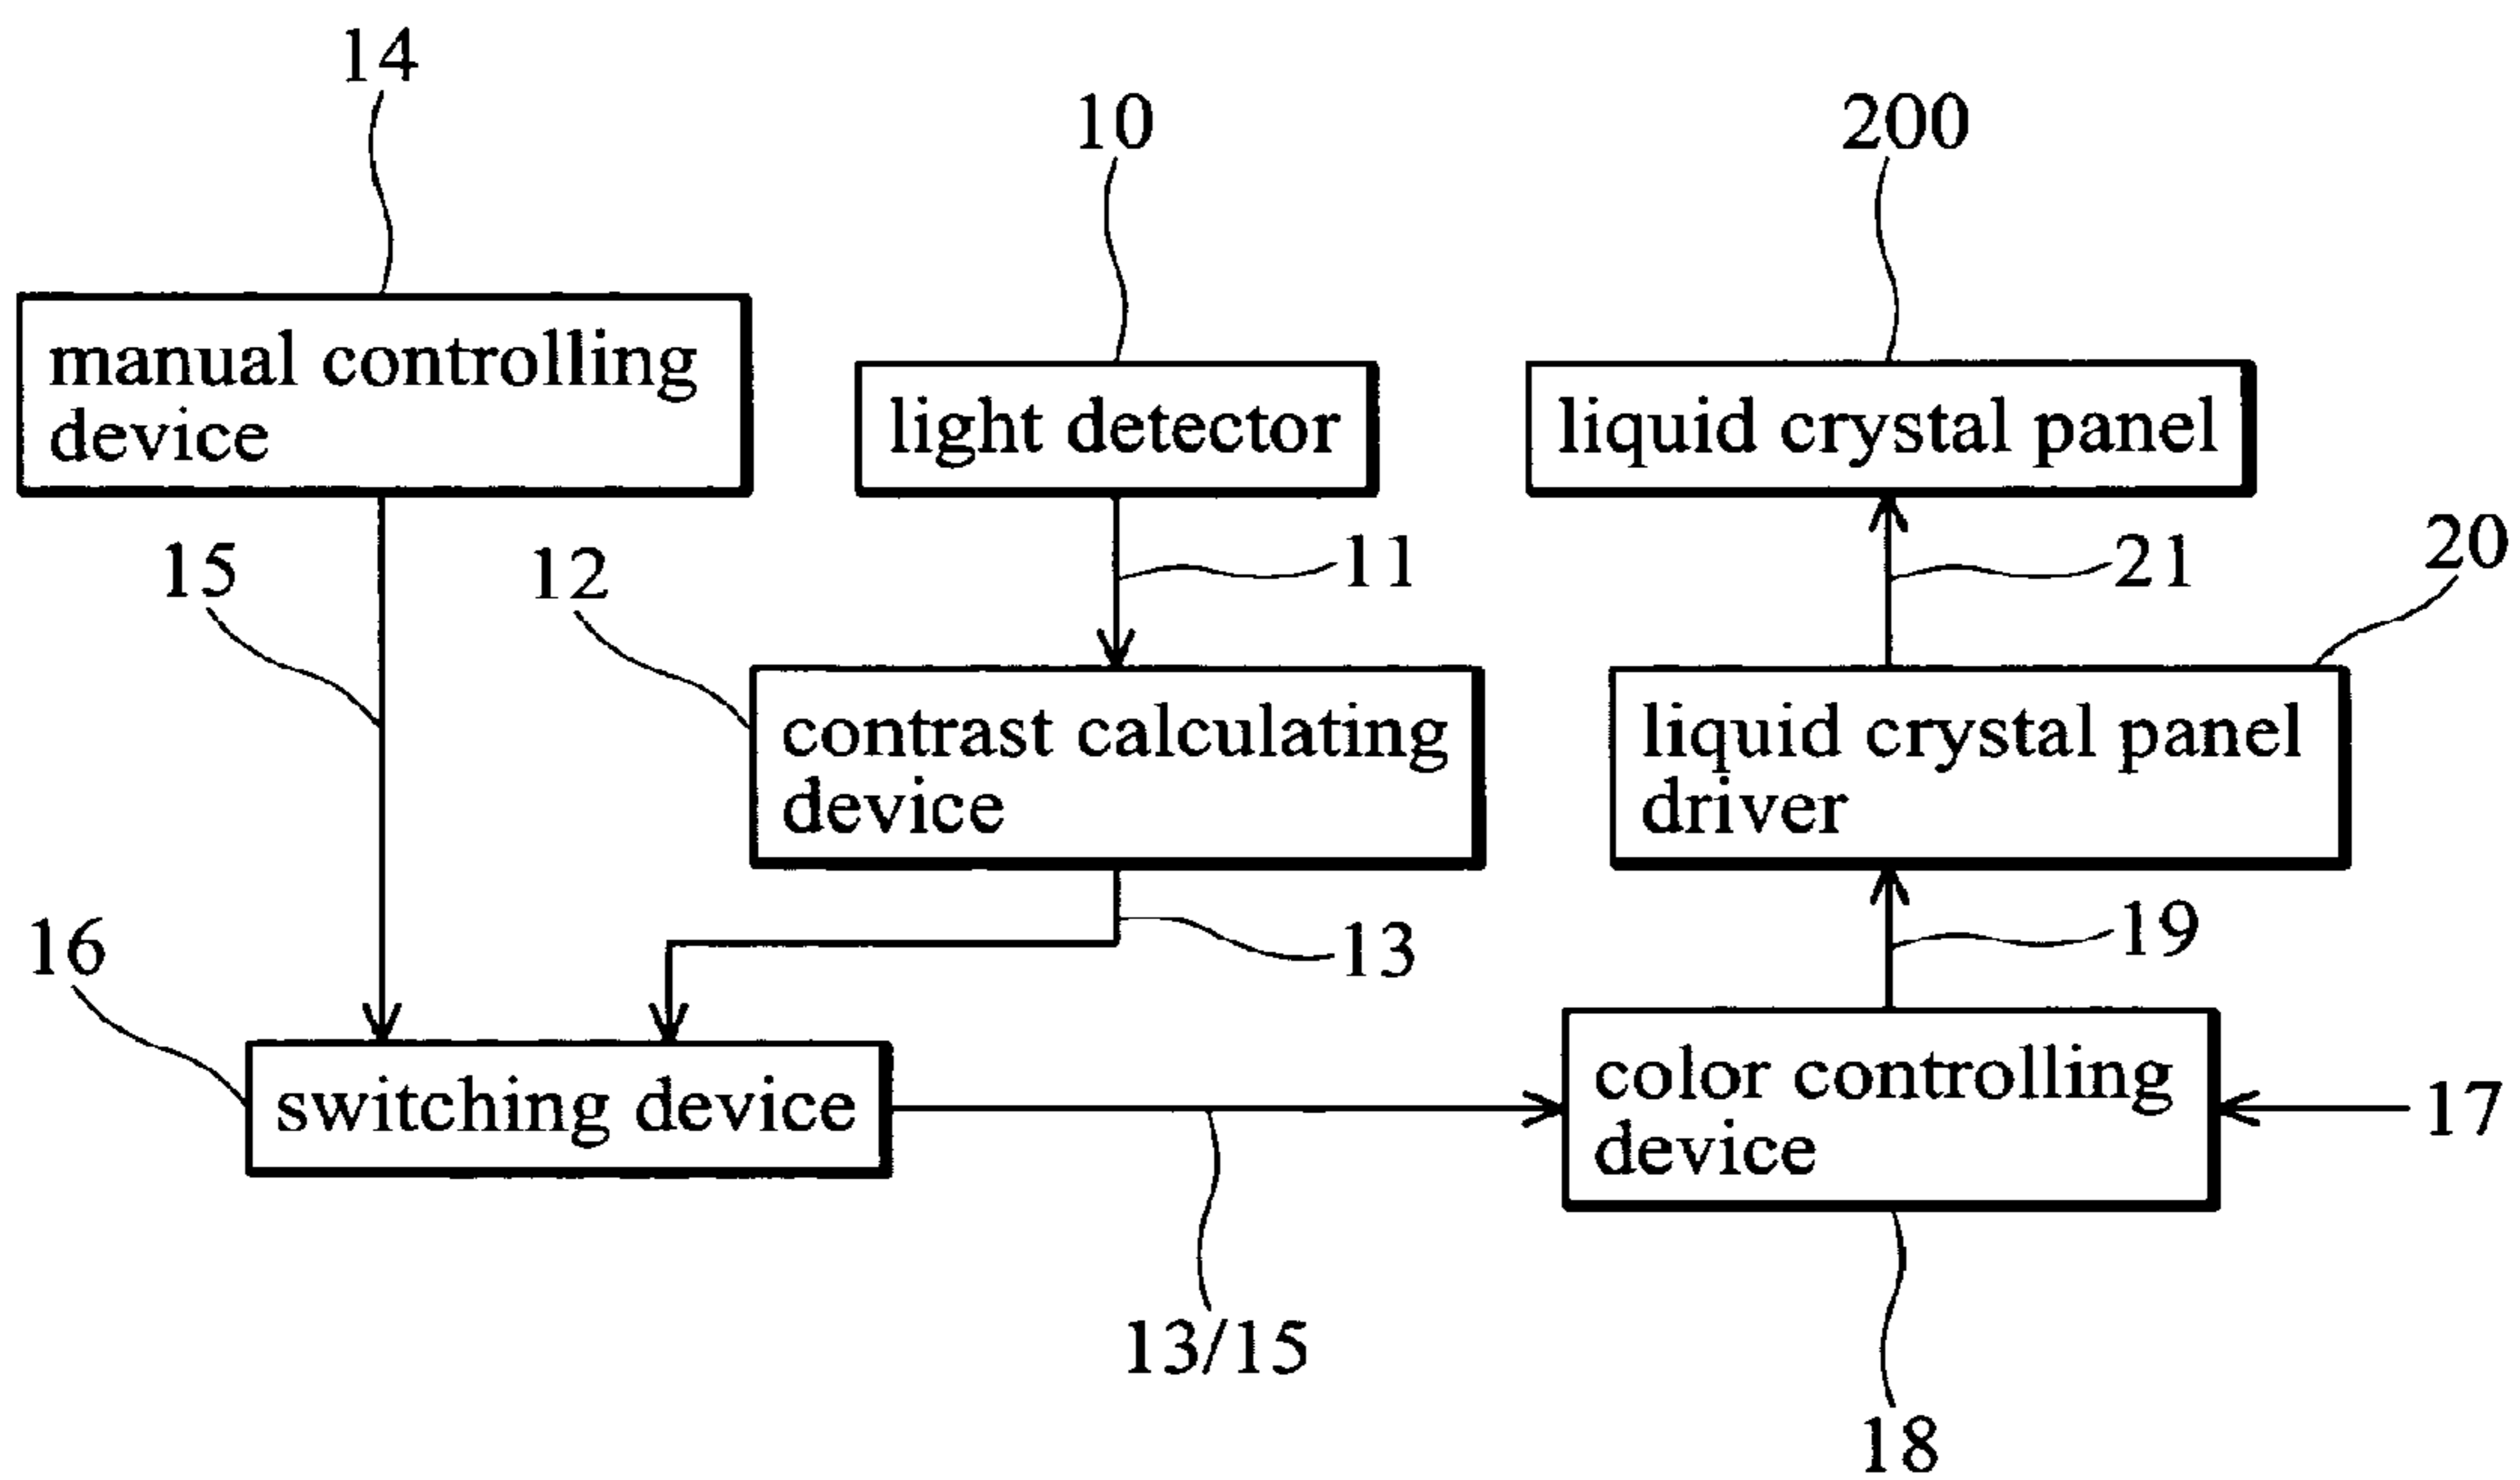 14
10
200
manual controlling
device
light detector
liquid crystal panel
15
12
11
21
20
contrast calculating
device
liquid crystal panel
driver
16
13
19
switching device
color controlling
device
17
13/15
18